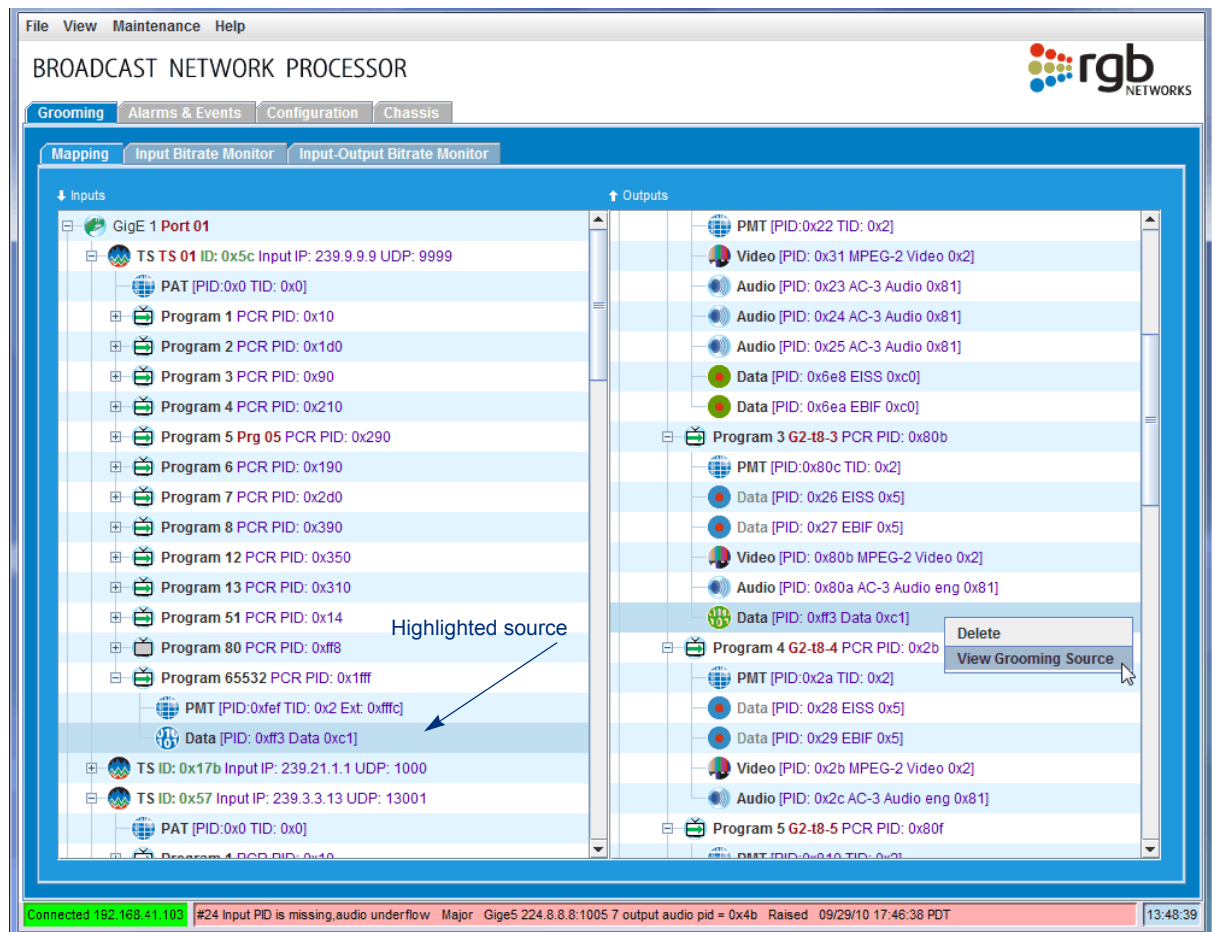 File View Maintenance Help
BROADCAST NETWORK PROCESSOR
rgb
NETWORKS
Grooming Alarms & Events Configuration Chassis
Mapping Input Bitrate Monitor Input-Output Bitrate Monitor
Inputs
GigE 1 Port 01
TS TS 01 ID: 0x5c Input IP: 239.9.9.9 UDP: 9999
PAT [PID:0x0 TID: 0x0]
Program 1 PCR PID: 0x10
Program 2 PCR PID: 0x1d0
Program 3 PCR PID: 0x90
Program 4 PCR PID: 0x210
Program 5 Prg 05 PCR PID: 0x290
Program 6 PCR PID: 0x190
Program 7 PCR PID: 0x2d0
Program 8 PCR PID: 0x390
Program 12 PCR PID: 0x350
Program 13 PCR PID: 0x310
Program 51 PCR PID: 0x14
Highlighted source
Program 80 PCR PID: 0xff8
Program 65532 PCR PID: 0x1fff
PMT [PID:0xfef TID: 0x2 Ext: 0xfffc]
Data [PID: 0xff3 Data 0xc1]
TS ID: 0x17b Input IP: 239.21.1.1 UDP: 1000
TS ID: 0x57 Input IP: 239.3.3.13 UDP: 13001
PAT [PID:0x0 TID: 0x0]
Program 1 PCR PID: 0x10
Outputs
PMT [PID:0x22 TID: 0x2]
Video [PID: 0x31 MPEG-2 Video 0x2]
Audio [PID: 0x23 AC-3 Audio 0x81]
Audio [PID: 0x24 AC-3 Audio 0x81]
Audio [PID: 0x25 AC-3 Audio 0x81]
Data [PID: 0x6e8 EISS 0xc0]
Data [PID: 0x6ea EBIF 0xc0]
Program 3 G2-t8-3 PCR PID: 0x80b
PMT [PID:0x80c TID: 0x2]
Data [PID: 0x26 EISS 0x5]
Data [PID: 0x27 EBIF 0x5]
Video [PID: 0x80b MPEG-2 Video 0x2]
Audio [PID: 0x80a AC-3 Audio eng 0x81]
Data [PID: 0xff3 Data 0xc1]
Delete
View Grooming Source
Program 4 G2-t8-4 PCR PID: 0x2b
PMT [PID:0x2a TID: 0x2]
Data [PID: 0x28 EISS 0x5]
Data [PID: 0x29 EBIF 0x5]
Video [PID: 0x2b MPEG-2 Video 0x2]
Audio [PID: 0x2c AC-3 Audio eng 0x81]
Program 5 G2-t8-5 PCR PID: 0x80f
PMT [PID:0x810 TID: 0x2]
Connected 192.168.41.103 #24 Input PID is missing,audio underflow Major Gige5 224.8.8.8:1005 7 output audio pid = 0x4b Raised 09/29/10 17:46:38 PDT 13:48:39